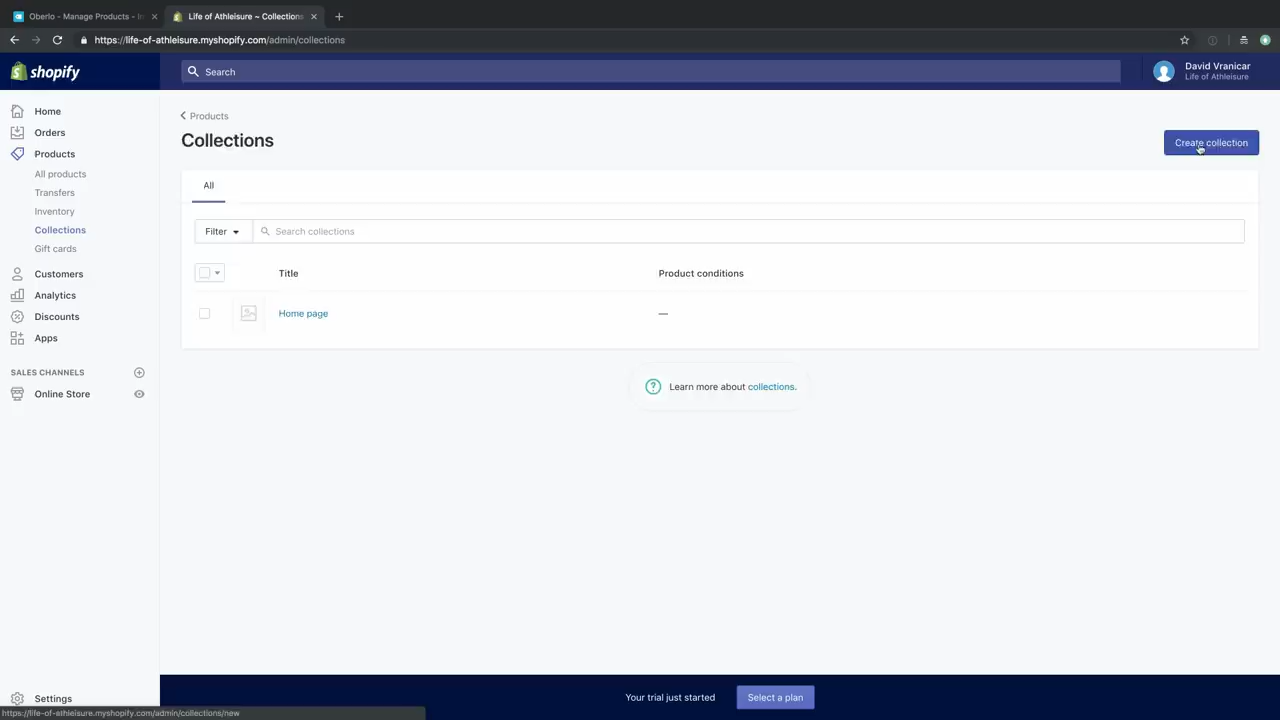 Oberlo - Manage Products - In
Life of Athleisure ~ Collections
https://life-of-athleisure.myshopify.com/admin/collections
shopify
Search
David Vranicar
Life of Athleisure
Home
Orders
Products
All products
Transfers
Inventory
Collections
Gift cards
Customers
Analytics
Discounts
Apps
SALES CHANNELS
Online Store
Settings
Products
Collections
Create collection
All
Filter
Search collections
Title
Product conditions
Home page
—
Learn more about collections.
Your trial just started
Select a plan
https://life-of-athleisure.myshopify.com/admin/collections/new